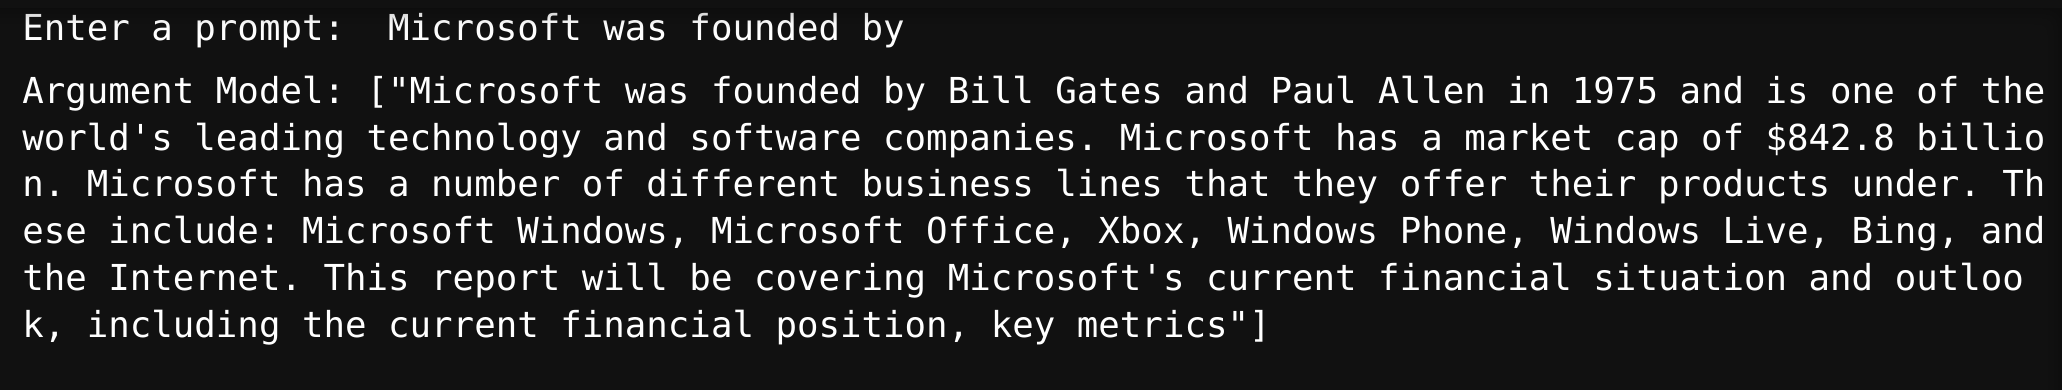 Enter a prompt:  Microsoft was founded by
Argument Model: ["Microsoft was founded by Bill Gates and Paul Allen in 1975 and is one of the
world's leading technology and software companies. Microsoft has a market cap of $842.8 billio
n. Microsoft has a number of different business lines that they offer their products under. Th
ese include: Microsoft Windows, Microsoft Office, Xbox, Windows Phone, Windows Live, Bing, and
the Internet. This report will be covering Microsoft's current financial situation and outloo
k, including the current financial position, key metrics"]